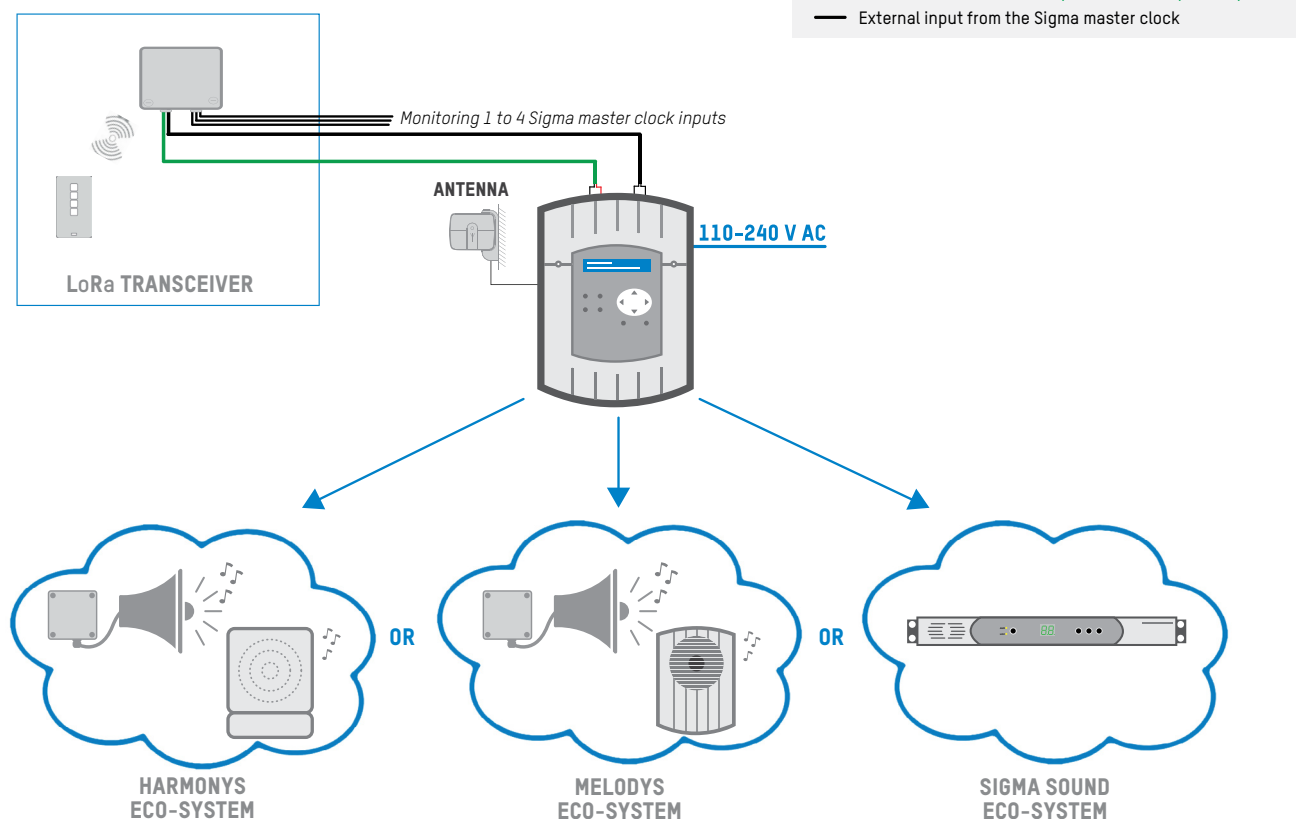 External input from the Sigma master clock
Monitoring 1 to 4 Sigma master clock inputs
ANTENNA
110-240 V AC
LoRa TRANSCEIVER
OR
OR
88
HARMONYS
ECO-SYSTEM
MELODYS
ECO-SYSTEM
SIGMA SOUND
ECO-SYSTEM